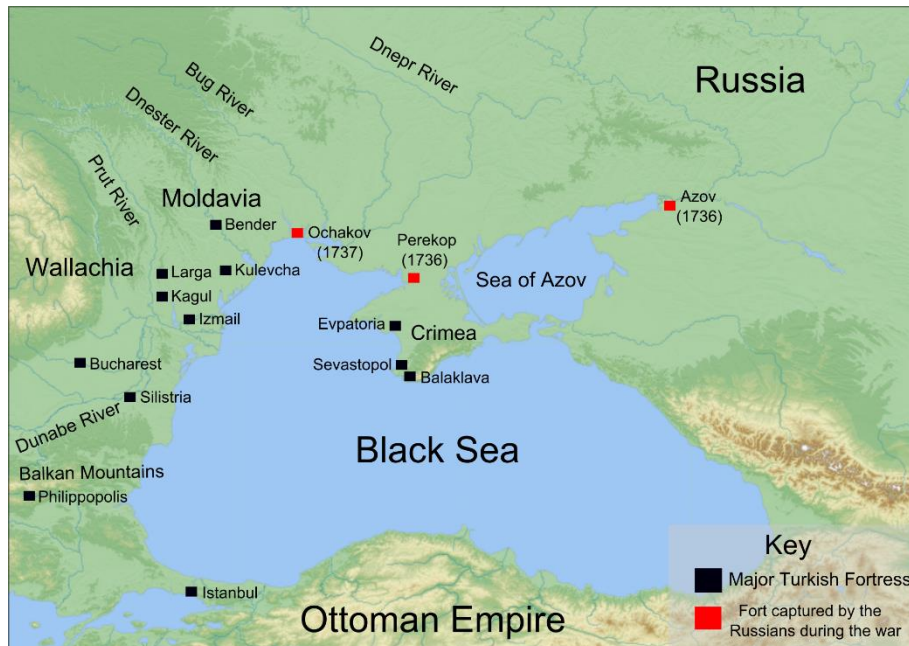 Dnepr River
Russia
Bug River
Dnester River
Prut River
Moldavia
Azov
(1736)
Bender
Ochakov
(1737)
Perekop
(1736)
Wallachia
Larga
Kulevcha
Sea of Azov
Kagul
Izmail
Evpatoria
Crimea
Bucharest
Sevastopol
Balaklava
Silistria
Dunabe River
Black Sea
Balkan Mountains
Philippopolis
Istanbul
Ottoman Empire
Key
Major Turkish Fortress
Fort captured by the
Russians during the war